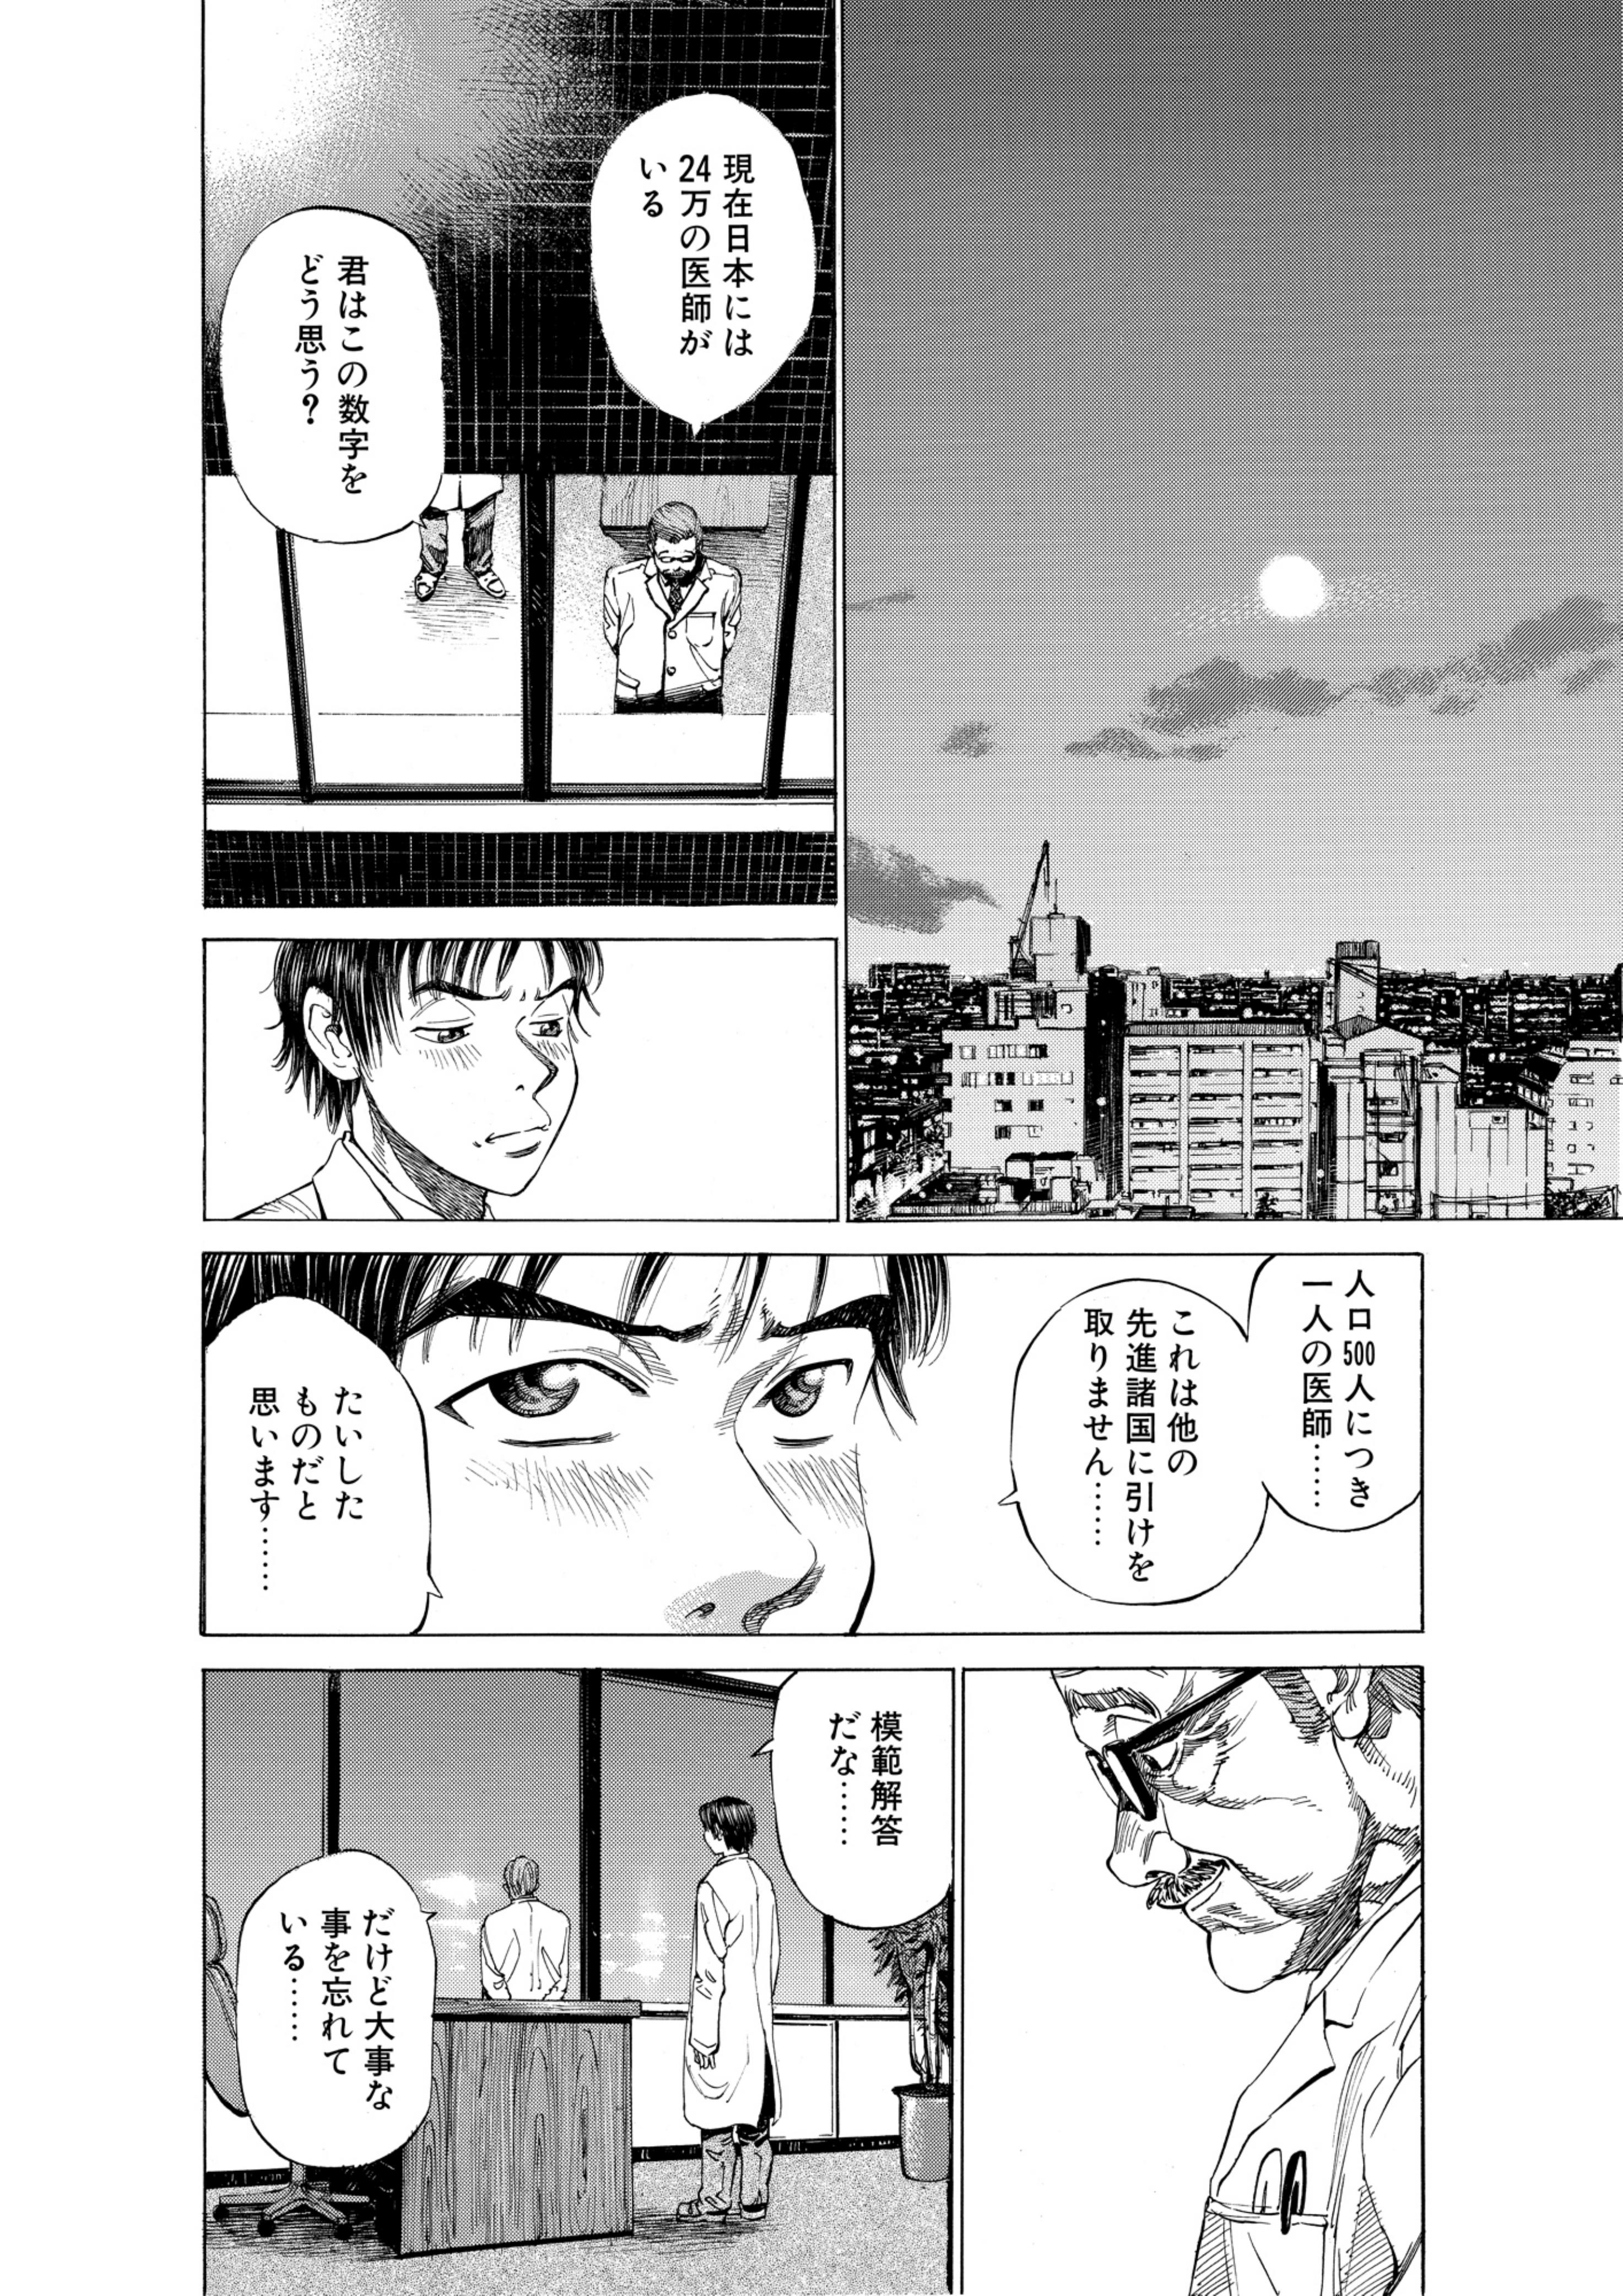 現在日本には
24万の医師が
いる
君はこの数字を
どう思う？
人口500人につき
一人の医師……
これは他の
先進諸国に引けを
取りません……
たいした
ものだと
思います……
模範解答
だな……
だけど大事な
事を忘れて
いる……